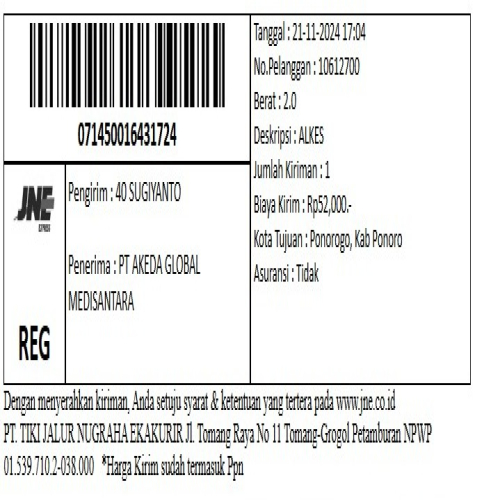 071450016431724
JNE
EXPRESS
REG
Pengirim : 40 SUGIYANTO
Penerima : PT AKEDA GLOBAL
MEDISANTARA
Tanggal : 21-11-2024 17:04
No.Pelanggan : 10612700
Berat : 2.0
Deskripsi : ALKES
Jumlah Kiriman : 1
Biaya Kirim : Rp52,000.-
Kota Tujuan : Ponorogo, Kab Ponoro
Asuransi : Tidak
Dengan menyerahkan kiriman, Anda setuju syarat & ketentuan yang tertera pada www.jne.co.id
PT. TIKI JALUR NUGRAHA EKAKURIR Jl. Tomang Raya No 11 Tomang-Grogol Petamburan NPWP
01.539.710.2-038.000 *Harga Kirim sudah termasuk Ppn